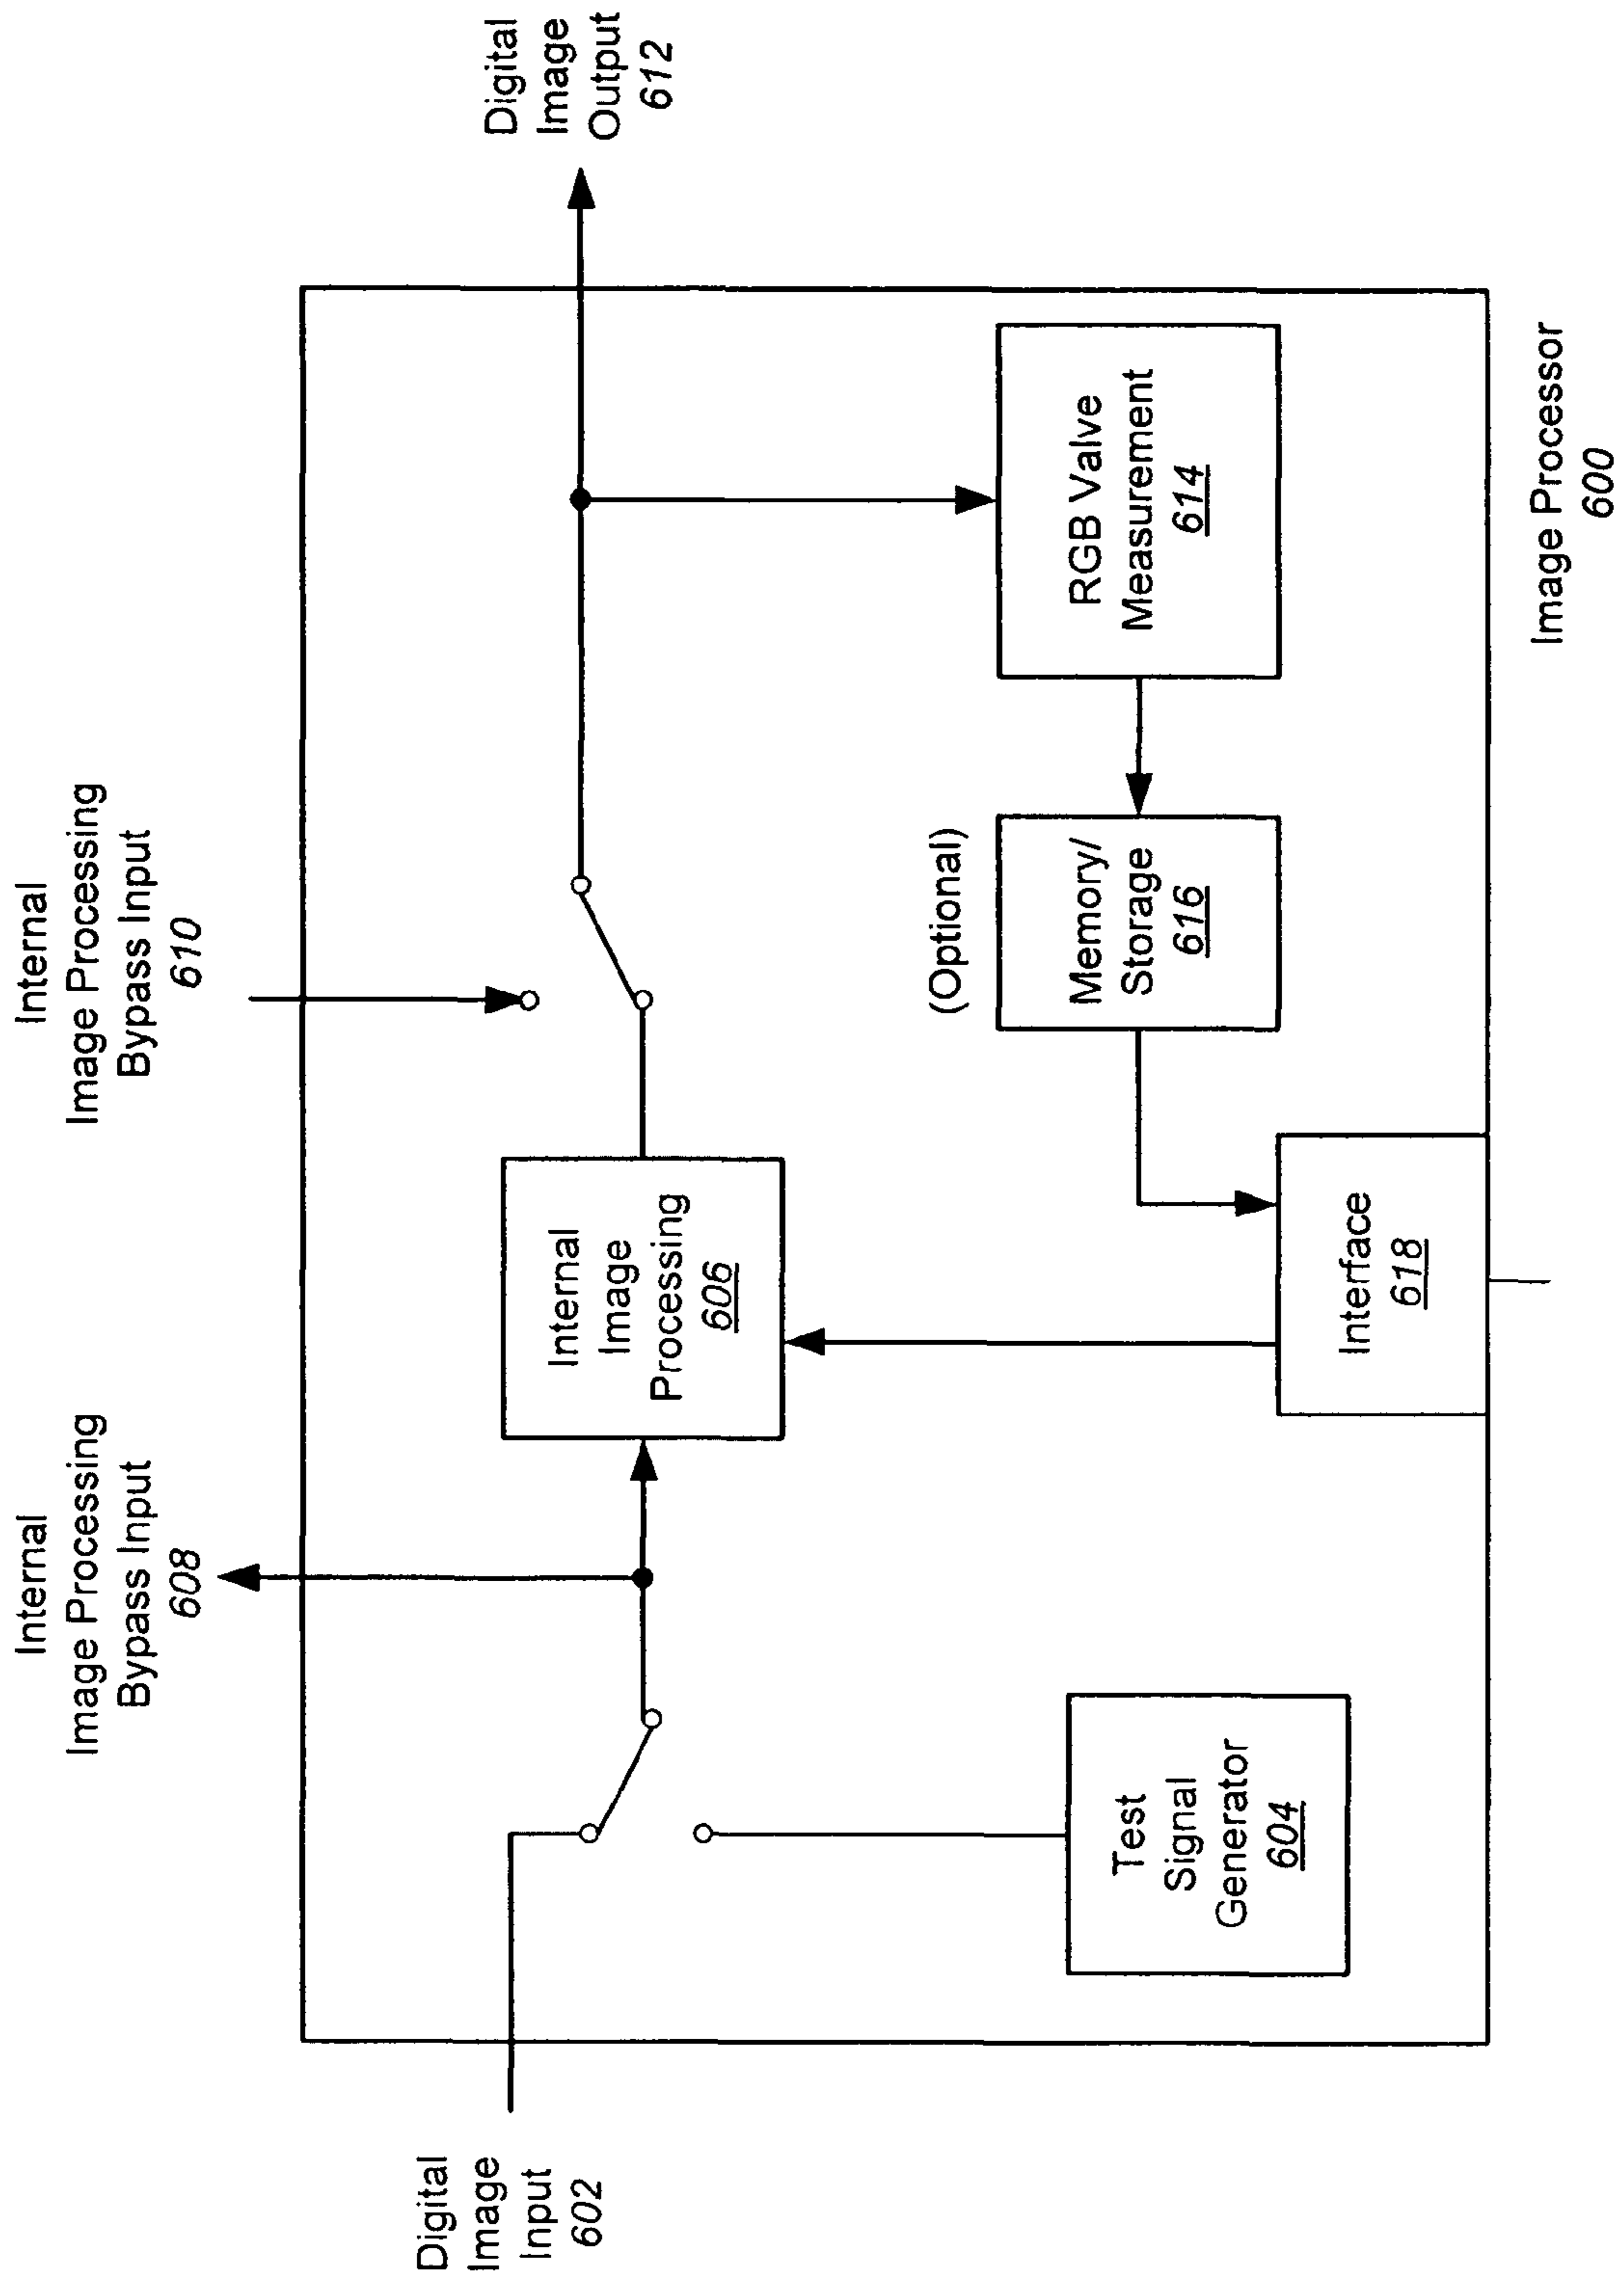 Internal
Image Processing
Bypass Input
608
Internal
Image Processing
Bypass Input
610
Digital
Image
Output
612
Digital
Image
Input
602
Internal
Image
Processing
606
(Optional)
Test
Signal
Generator
604
Interface
618
Memory/
Storage
616
RGB Valve
Measurement
614
Image Processor
600